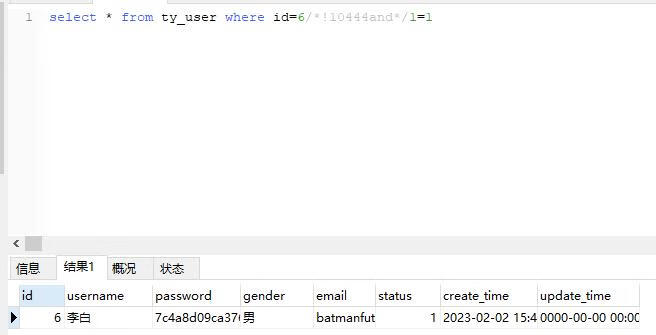 1 select * from ty_user where id=6/*!10444and*/1=1
信息 结果1 概况 状态
id username password gender email status create_time update_time
6 李白 7c4a8d09ca37 男 batmanfut 1 2023-02-02 15:4 0000-00-00 00:00